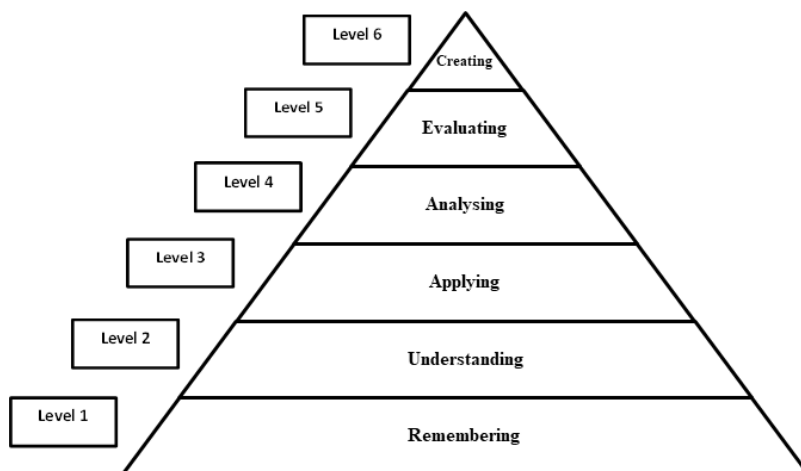 Level 6
Creating
Level 5
Evaluating
Level 4
Analysing
Level 3
Applying
Level 2
Understanding
Level 1
Remembering